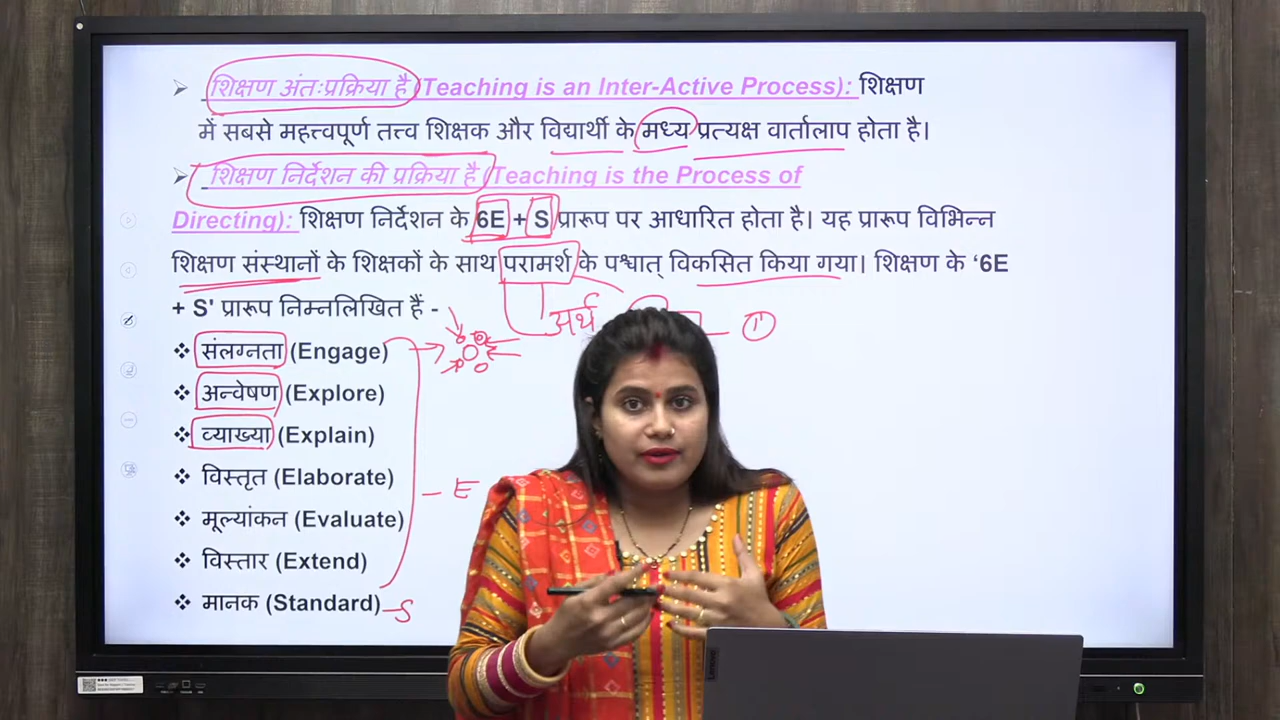 ➢ शिक्षण अंतःप्रक्रिया है (Teaching is an Inter-Active Process): शिक्षण
में सबसे महत्त्वपूर्ण तत्त्व शिक्षक और विद्यार्थी के मध्य प्रत्यक्ष वार्तालाप होता है।
➢ शिक्षण निर्देशन की प्रक्रिया है (Teaching is the Process of
Directing): शिक्षण निर्देशन के 6E + S प्रारूप पर आधारित होता है। यह प्रारूप विभिन्न
शिक्षण संस्थानों के शिक्षकों के साथ परामर्श के पश्चात् विकसित किया गया। शिक्षण के ‘6E
+ S' प्रारूप निम्नलिखित हैं -
अर्थ
❖ संलग्नता (Engage)
❖ अन्वेषण (Explore)
❖ व्याख्या (Explain)
❖ विस्तृत (Elaborate)
- E
❖ मूल्यांकन (Evaluate)
❖ विस्तार (Extend)
❖ मानक (Standard) - S
Lenovo